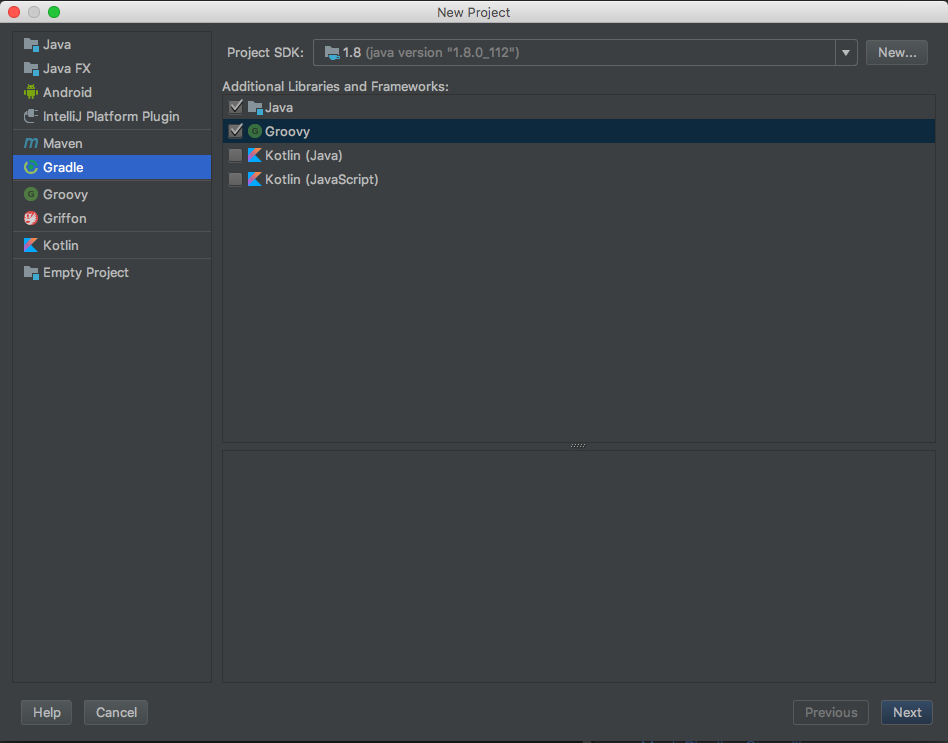 New Project
Java
Java FX
Android
IntelliJ Platform Plugin
Maven
Gradle
Groovy
Griffon
Kotlin
Empty Project
Project SDK: 1.8 (java version "1.8.0_112") New...
Additional Libraries and Frameworks:
Java
Groovy
Kotlin (Java)
Kotlin (JavaScript)
Help Cancel Previous Next